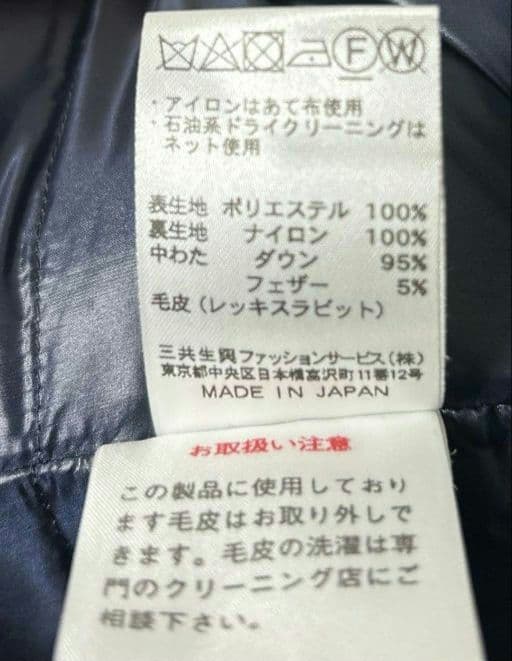 F W
・アイロンはあて布使用
・石油系ドライクリーニングは
ネット使用
表生地 ポリエステル 100%
裏生地 ナイロン 100%
中わた ダウン 95%
フェザー 5%
毛皮（レッキスラビット）
三共生興ファッションサービス（株）
東京都中央区日本橋富沢町11番12号
MADE IN JAPAN
お取扱い注意
この製品に使用しており
ます毛皮はお取り外しで
きます。毛皮の洗濯は専
門のクリーニング店にご
相談下さい。